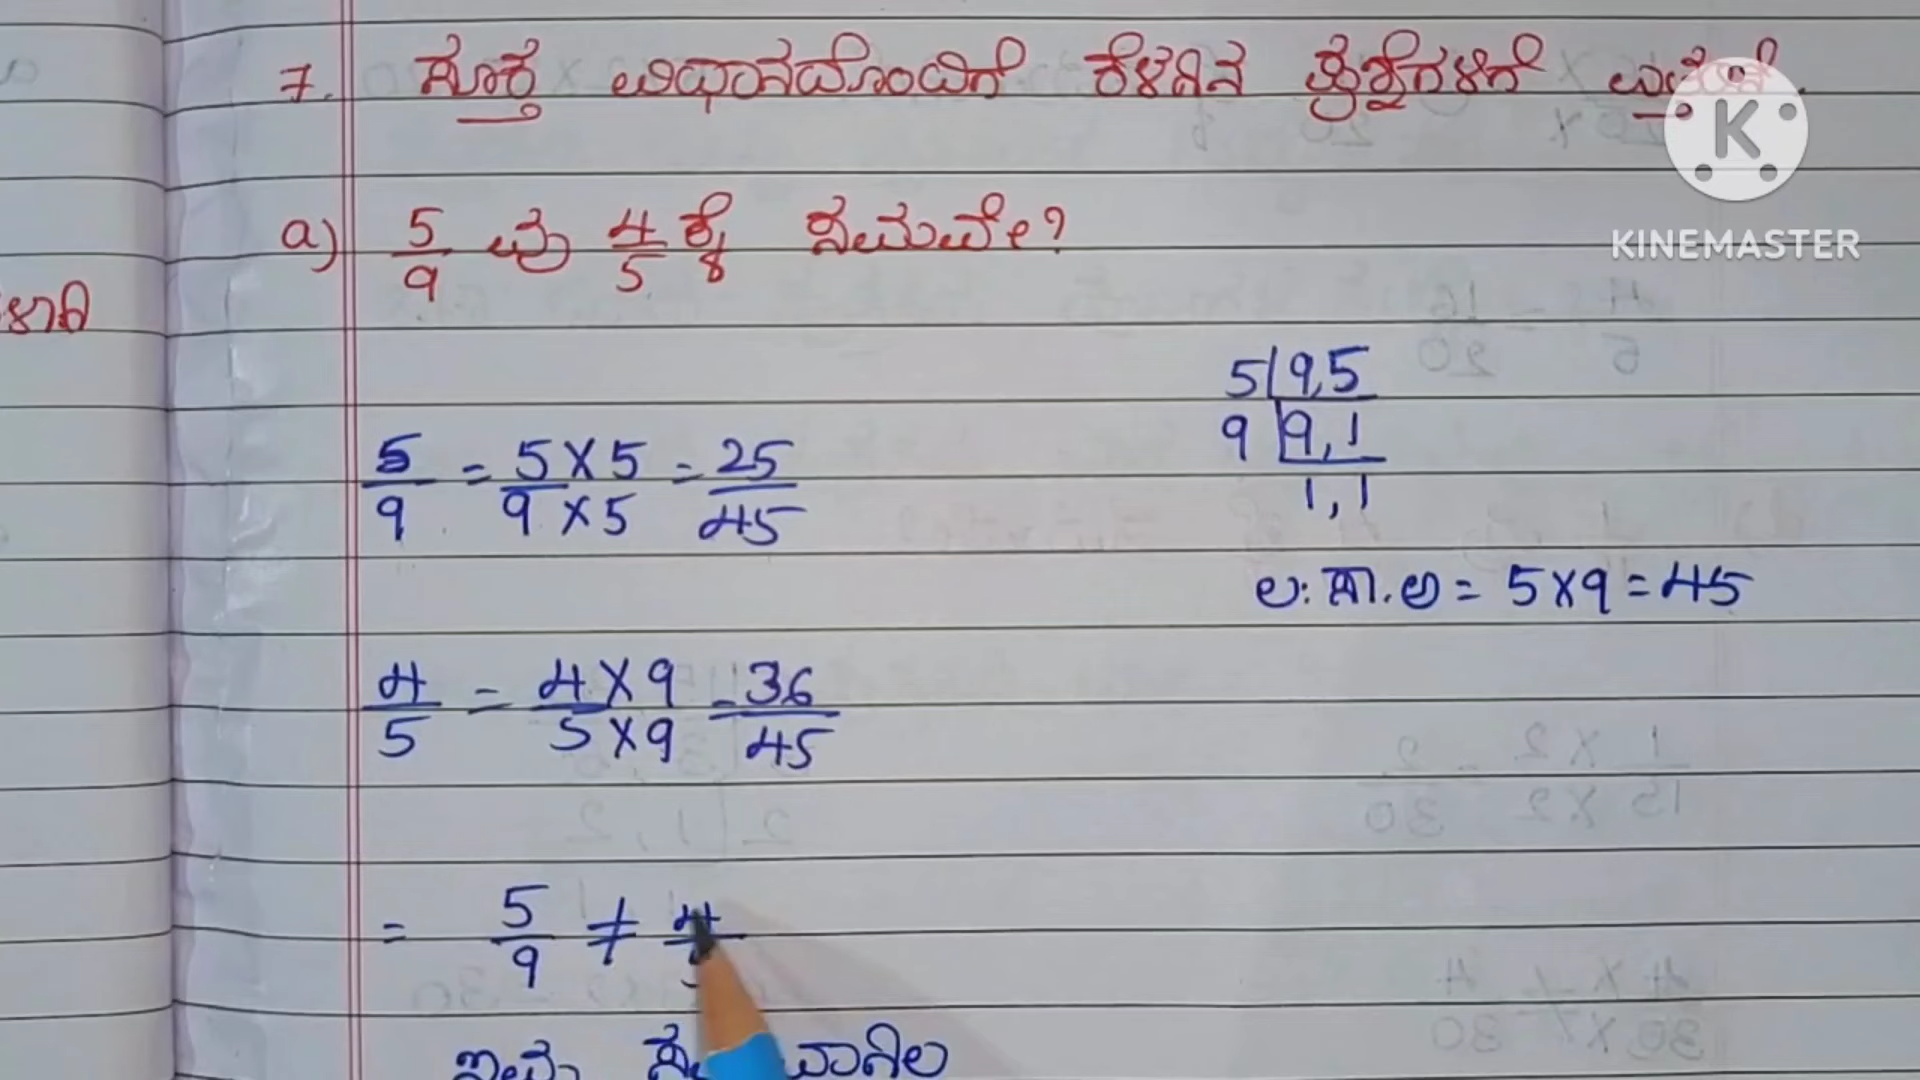 7. ಸೂಕ್ತ ವಿಧಾನದೊಂದಿಗೆ ಕೆಳಗಿನ ಪ್ರಶ್ನೆಗಳಿಗೆ
K
KINEMASTER
a) 5/9 ವು 4/5 ಕ್ಕೆ ಸಮವೇ?
5 | 9, 5
9 | 9, 1
1, 1
5/9 = 5 X 5 / 9 X 5 = 25/45
ಲ. ಸಾ. ಅ = 5 X 9 = 45
4/5 = 4 X 9 / 5 X 9 = 36/45
= 5/9 ≠ 4